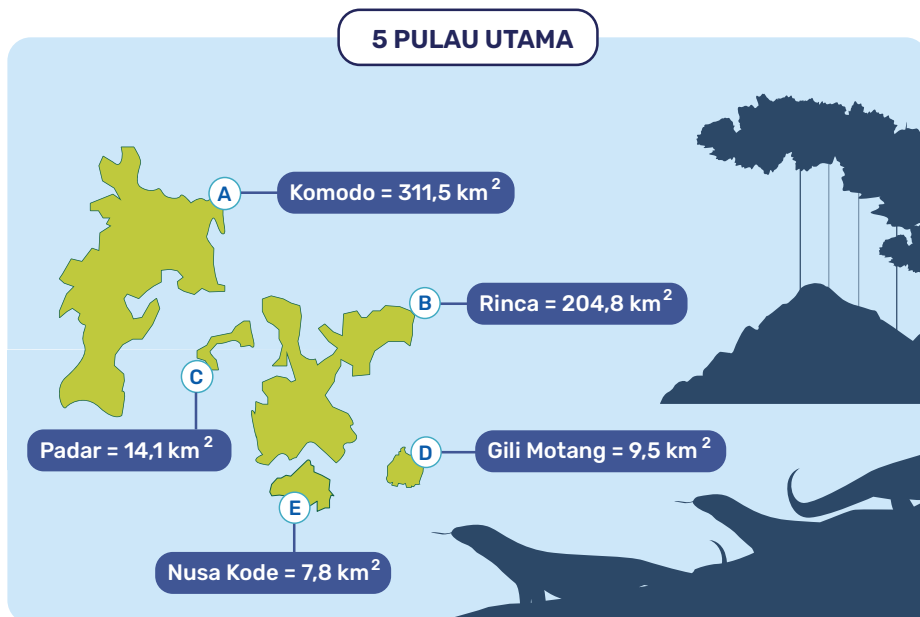 5 PULAU UTAMA
A
Komodo = 311,5 km²
B
Rinca = 204,8 km²
C
Padar = 14,1 km²
D
Gili Motang = 9,5 km²
E
Nusa Kode = 7,8 km²